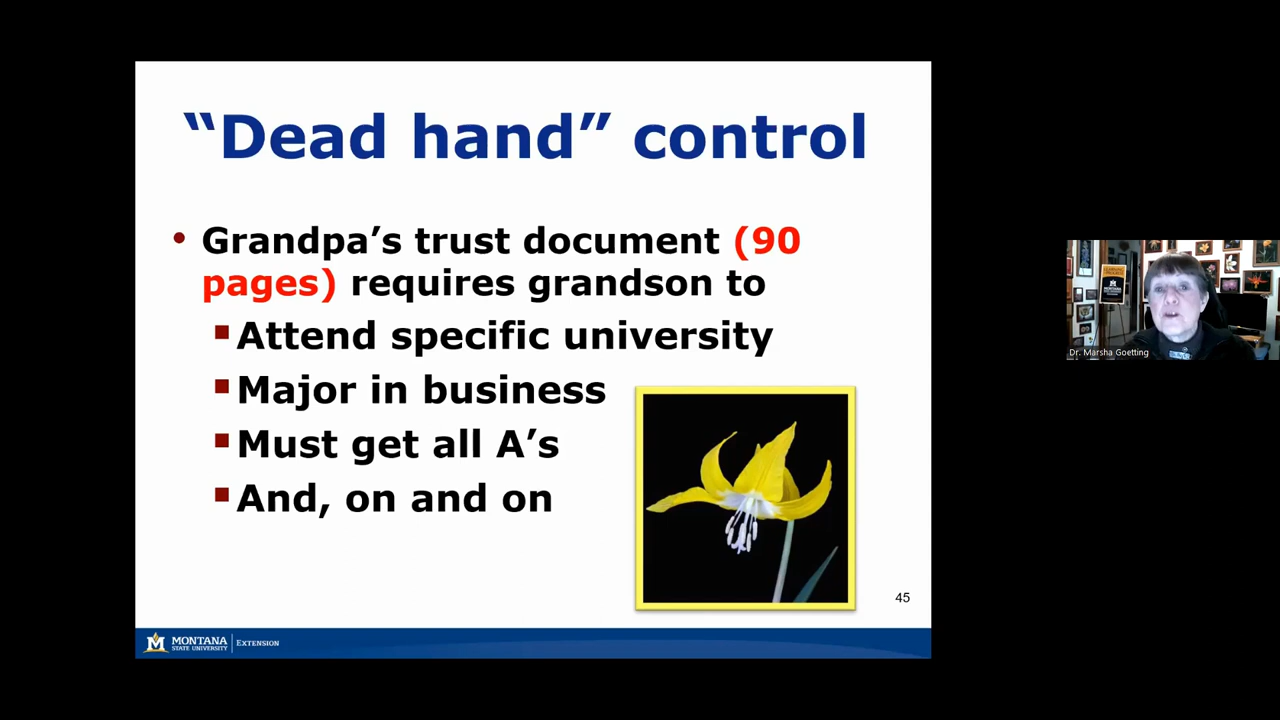 “Dead hand” control
• Grandpa’s trust document (90
pages) requires grandson to
▪Attend specific university
▪Major in business
▪Must get all A’s
▪And, on and on
45
M MONTANA
STATE UNIVERSITY
EXTENSION
MONTANA
Dr. Marsha Goetting